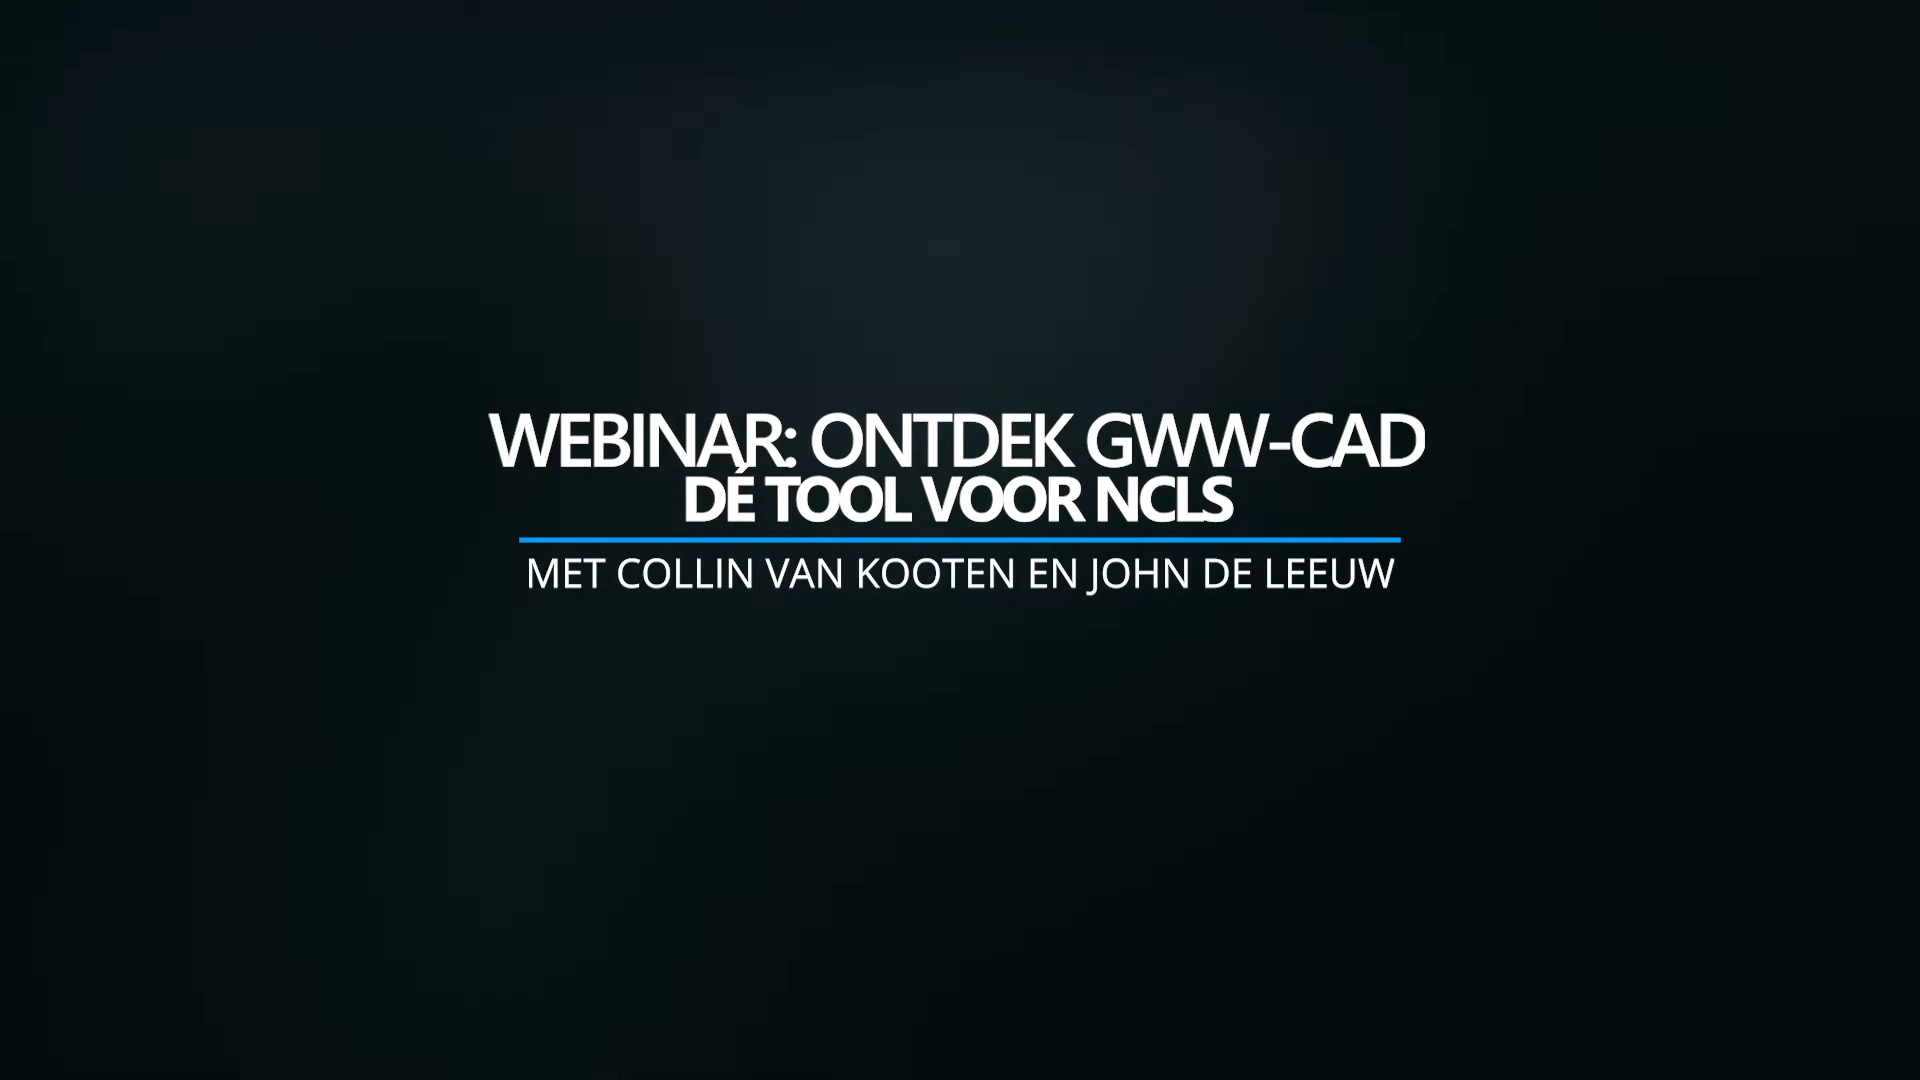 WEBINAR: ONTDEK GWW-CAD
DÉ TOOL VOOR NCLS
MET COLLIN VAN KOOTEN EN JOHN DE LEEUW